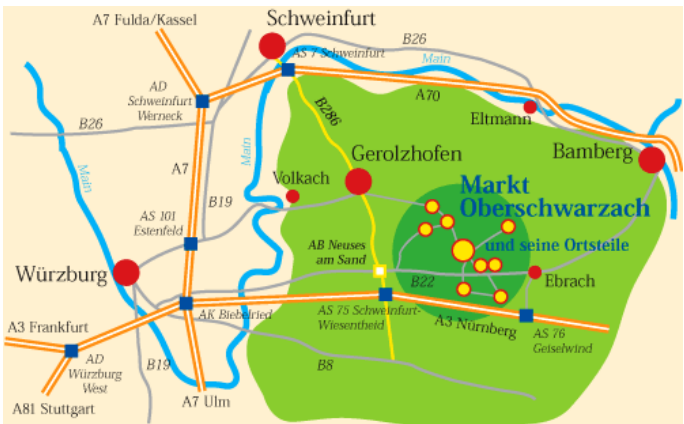 A7 Fulda/Kassel
Schweinfurt
B26
AS 7 Schweinfurt
Main
AD
Schweinfurt
Werneck
A70
B286
Eltmann
B26
Main
Main
A7
Gerolzhofen
Bamberg
Volkach
B19
Markt
Oberschwarzach
und seine Ortsteile
AS 101
Estenfeld
AB Neuses
am Sand
Würzburg
B22
Ebrach
AK Biebelried
AS 75 Schweinfurt-
Wiesentheid
A3 Nürnberg
AS 76
Geiselwind
A3 Frankfurt
AD
Würzburg
West
B19
B8
A81 Stuttgart
A7 Ulm